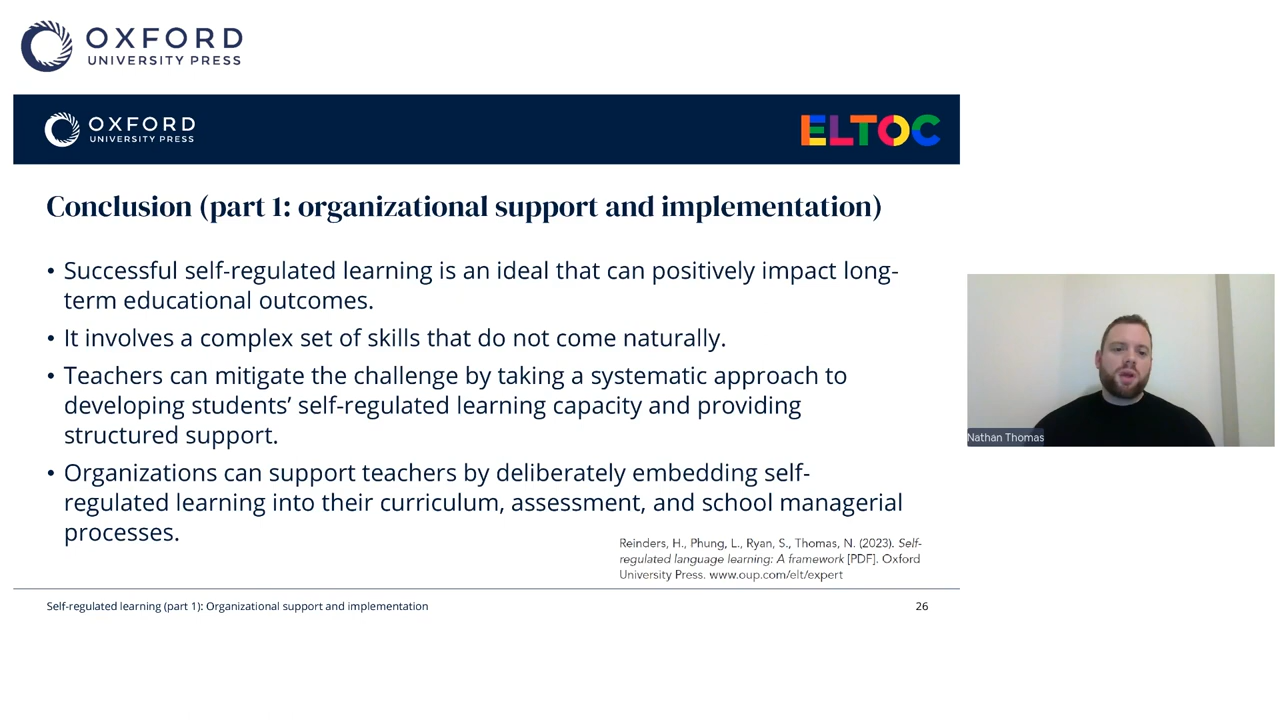 OXFORD
UNIVERSITY PRESS
OXFORD
UNIVERSITY PRESS
ELTOC
Conclusion (part 1: organizational support and implementation)
• Successful self-regulated learning is an ideal that can positively impact long-
term educational outcomes.
• It involves a complex set of skills that do not come naturally.
• Teachers can mitigate the challenge by taking a systematic approach to
developing students’ self-regulated learning capacity and providing
structured support.
• Organizations can support teachers by deliberately embedding self-
regulated learning into their curriculum, assessment, and school managerial
processes.
Reinders, H., Phung, L., Ryan, S., Thomas, N. (2023). Self-
regulated language learning: A framework [PDF]. Oxford
University Press. www.oup.com/elt/expert
Self-regulated learning (part 1): Organizational support and implementation
26
Nathan Thomas